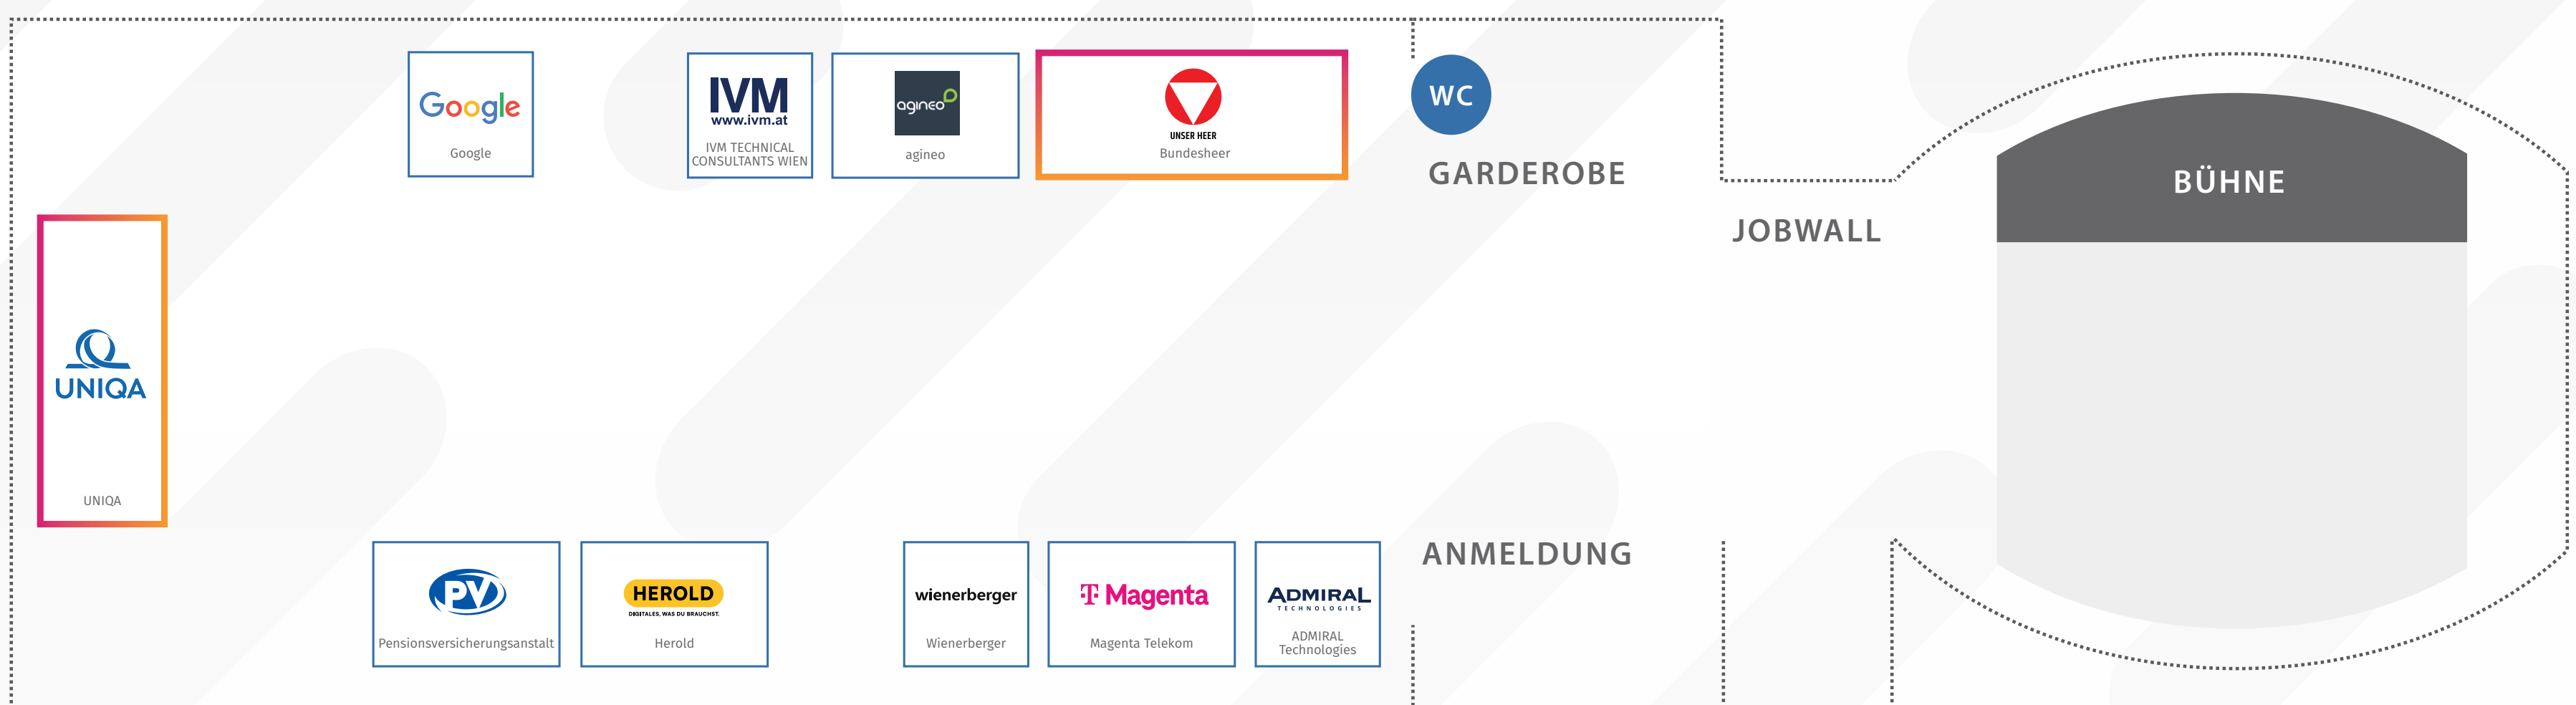 Google
Google
IVM
www.ivm.at
IVM TECHNICAL
CONSULTANTS WIEN
agineo
agineo
UNSER HEER
Bundesheer
WC
GARDEROBE
JOBWALL
BÜHNE
UNIQA
UNIQA
PV
Pensionsversicherungsanstalt
HEROLD
DIGITALES, WAS DU BRAUCHST.
Herold
wienerberger
Wienerberger
T Magenta
Magenta Telekom
ADMIRAL
TECHNOLOGIES
ADMIRAL
Technologies
ANMELDUNG